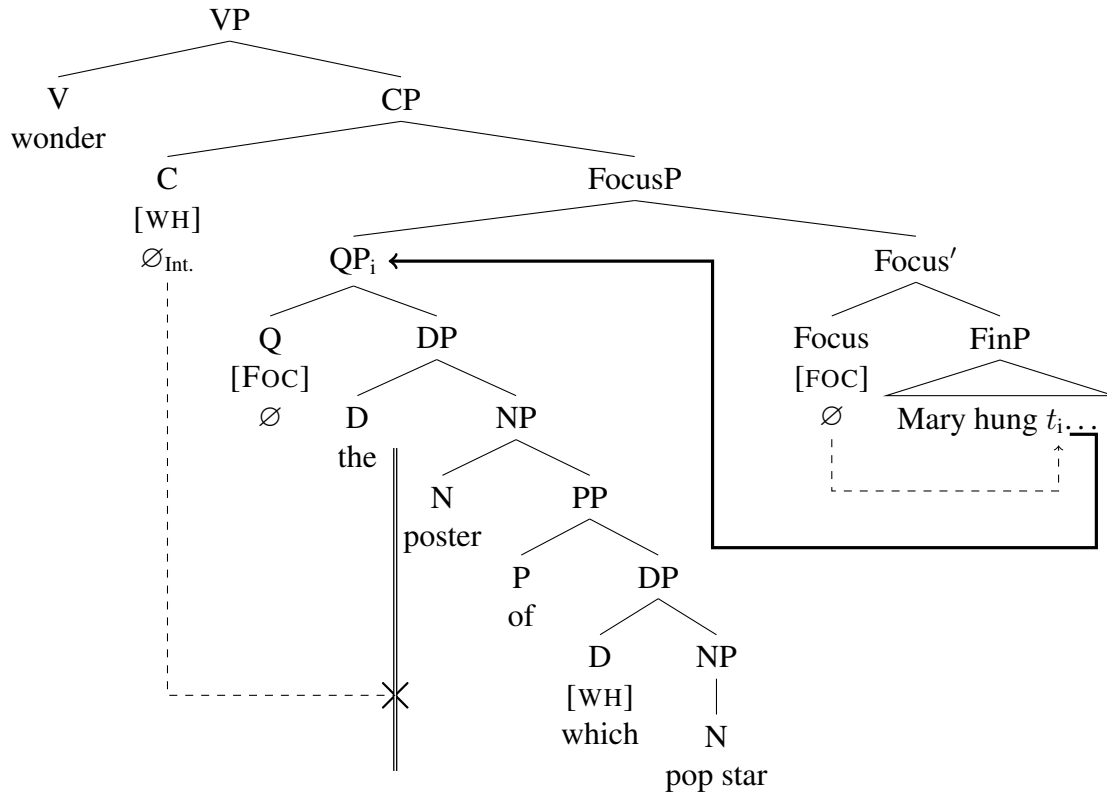 VP
V CP
wonder
C FocusP
[WH]
∅Int. QPi Focus′
Q DP Focus FinP
[FOC] [FOC]
∅ D NP ∅ Mary hung ti…
the
N PP
poster
P DP
of
D NP
[WH]
which N
pop star